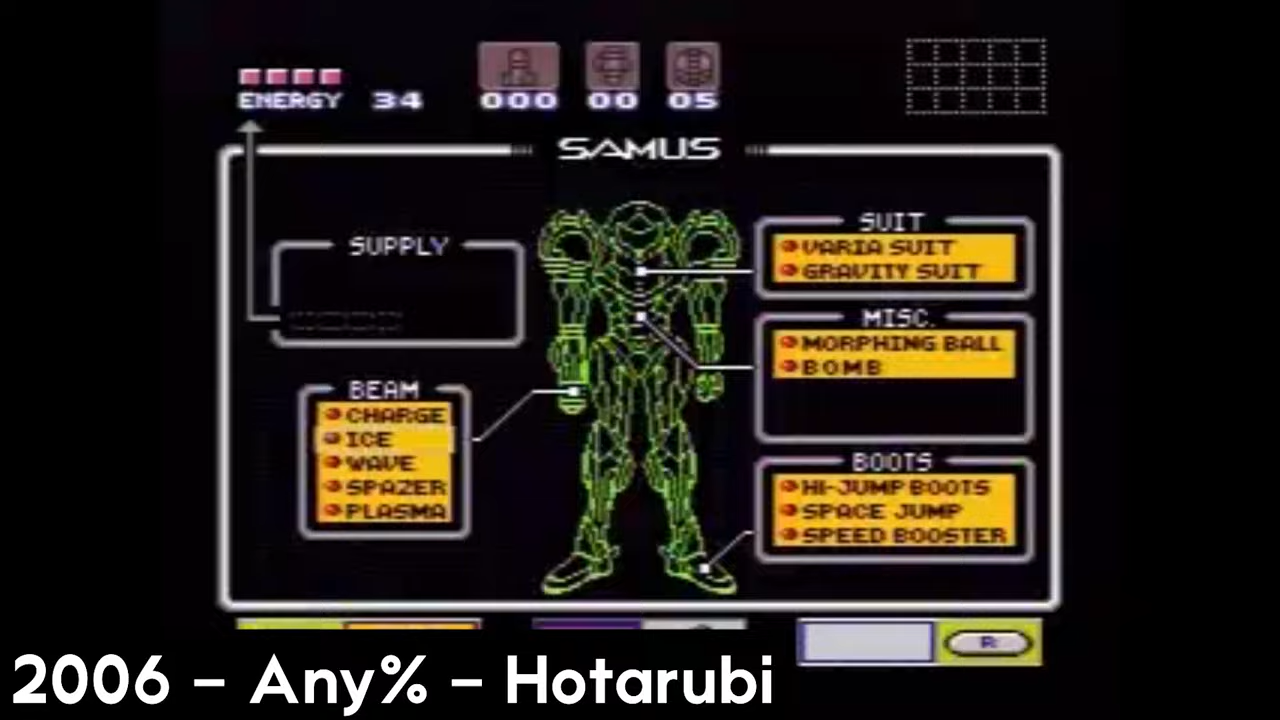 ENERGY 34 000 00 05
SAMUS
SUPPLY
BEAM
CHARGE
ICE
WAVE
SPAZER
PLASMA
SUIT
VARIA SUIT
GRAVITY SUIT
MISC.
MORPHING BALL
BOMB
BOOTS
HI-JUMP BOOTS
SPACE JUMP
SPEED BOOSTER
R
2006 – Any% – Hotarubi